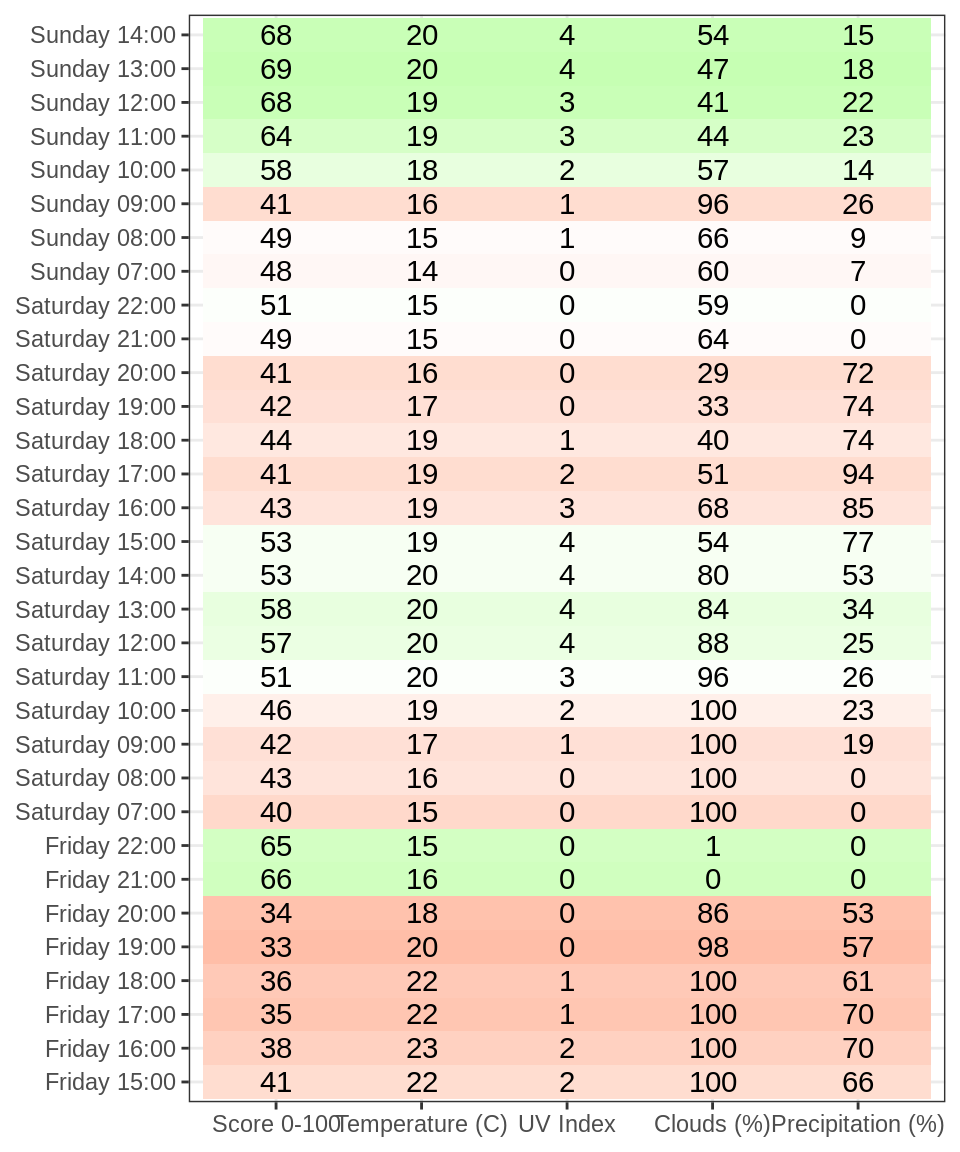 Sunday 14:00 68 20 4 54 15
Sunday 13:00 69 20 4 47 18
Sunday 12:00 68 19 3 41 22
Sunday 11:00 64 19 3 44 23
Sunday 10:00 58 18 2 57 14
Sunday 09:00 41 16 1 96 26
Sunday 08:00 49 15 1 66 9
Sunday 07:00 48 14 0 60 7
Saturday 22:00 51 15 0 59 0
Saturday 21:00 49 15 0 64 0
Saturday 20:00 41 16 0 29 72
Saturday 19:00 42 17 0 33 74
Saturday 18:00 44 19 1 40 74
Saturday 17:00 41 19 2 51 94
Saturday 16:00 43 19 3 68 85
Saturday 15:00 53 19 4 54 77
Saturday 14:00 53 20 4 80 53
Saturday 13:00 58 20 4 84 34
Saturday 12:00 57 20 4 88 25
Saturday 11:00 51 20 3 96 26
Saturday 10:00 46 19 2 100 23
Saturday 09:00 42 17 1 100 19
Saturday 08:00 43 16 0 100 0
Saturday 07:00 40 15 0 100 0
Friday 22:00 65 15 0 1 0
Friday 21:00 66 16 0 0 0
Friday 20:00 34 18 0 86 53
Friday 19:00 33 20 0 98 57
Friday 18:00 36 22 1 100 61
Friday 17:00 35 22 1 100 70
Friday 16:00 38 23 2 100 70
Friday 15:00 41 22 2 100 66
Score 0-100 Temperature (C) UV Index Clouds (%) Precipitation (%)